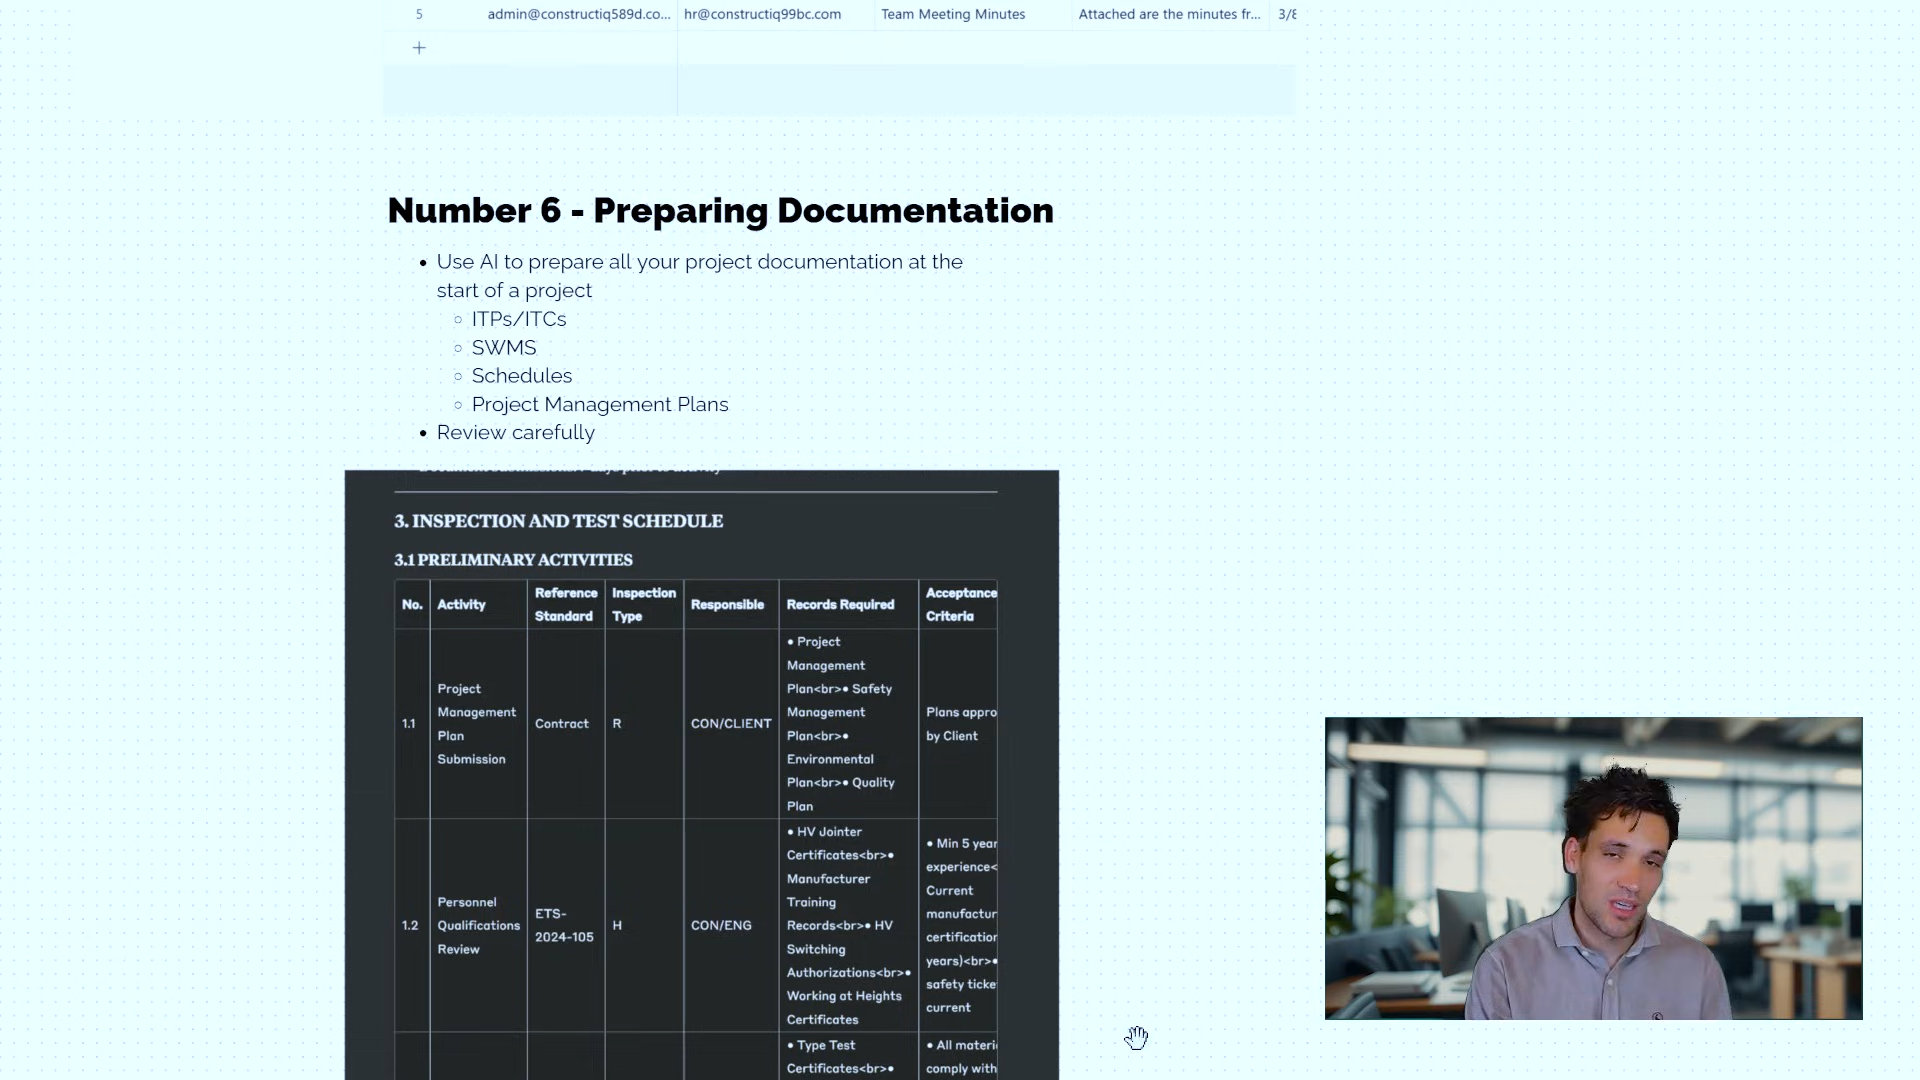 5 admin@constructiq589d.co... hr@constructiq99bc.com Team Meeting Minutes Attached are the minutes fr... 3/8
Number 6 - Preparing Documentation
Use AI to prepare all your project documentation at the
start of a project
ITPs/ITCs
SWMS
Schedules
Project Management Plans
Review carefully
3. INSPECTION AND TEST SCHEDULE
3.1 PRELIMINARY ACTIVITIES
No.
Activity
Reference
Standard
Inspection
Type
Responsible
Records Required
Acceptance
Criteria
1.1
Project
Management
Plan
Submission
Contract
R
CON/CLIENT
• Project
Management
Plan<br>• Safety
Management
Plan<br>•
Environmental
Plan<br>• Quality
Plan
Plans appro
by Client
1.2
Personnel
Qualifications
Review
ETS-
2024-105
H
CON/ENG
• HV Jointer
Certificates<br>•
Manufacturer
Training
Records<br>• HV
Switching
Authorizations<br>•
Working at Heights
Certificates
• Min 5 year
experience<
Current
manufactur
certification
years)<br>•
safety ticke
current
• Type Test
Certificates<br>•
• All materi
comply with